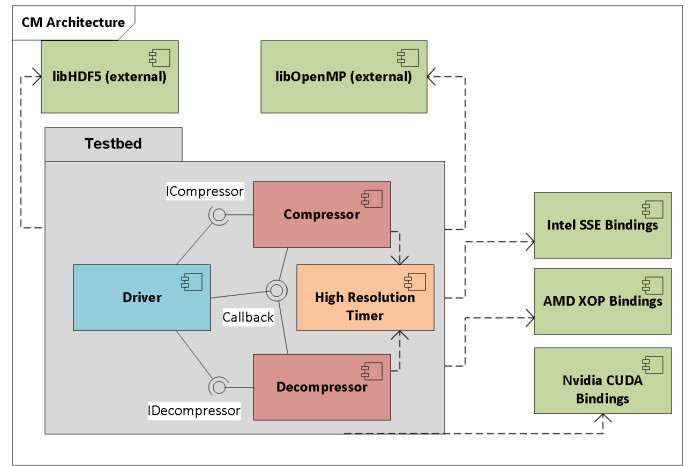 CM Architecture
libHDF5 (external)
libOpenMP (external)
Testbed
ICompressor
Compressor
Intel SSE Bindings
Driver
High Resolution
Timer
AMD XOP Bindings
Callback
Decompressor
IDecompressor
Nvidia CUDA
Bindings